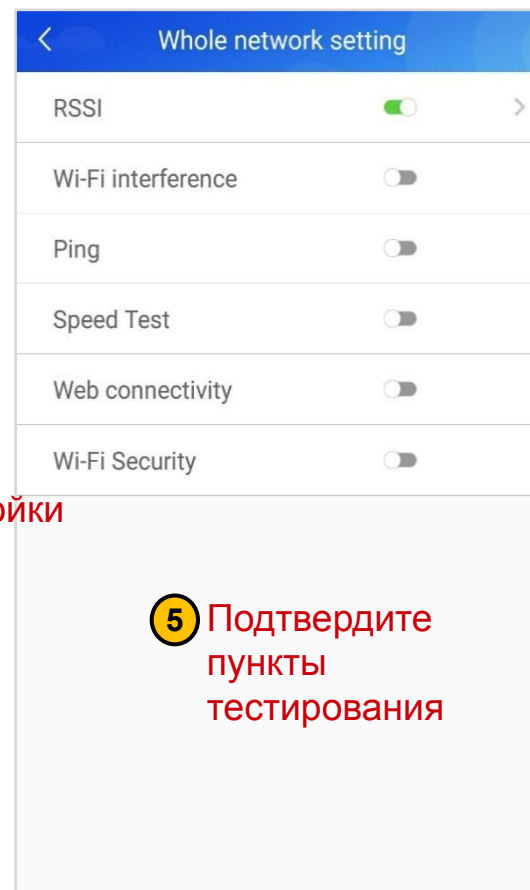 Whole network setting
RSSI
Wi-Fi interference
Ping
Speed Test
Web connectivity
Wi-Fi Security
5 Подтвердите
пункты
тестирования